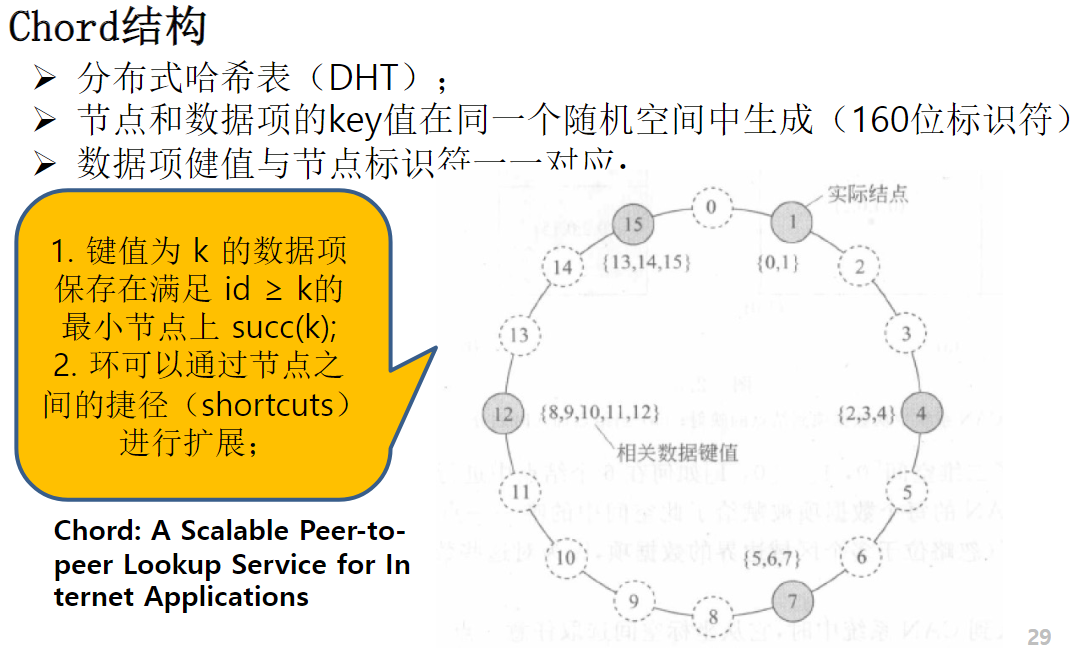 Chord结构
➢ 分布式哈希表（DHT）;
➢ 节点和数据项的key值在同一个随机空间中生成（160位标识符）
➢ 数据项健值与节点标识符一一对应;
1. 键值为 k 的数据项
保存在满足 id ≥ k的
最小节点上 succ(k);
2. 环可以通过节点之
间的捷径（shortcuts）
进行扩展;
Chord: A Scalable Peer-to-
peer Lookup Service for In
ternet Applications
实际结点
0
15
1
{13,14,15}
{0,1}
14
2
13
3
12
{8,9,10,11,12}
{2,3,4}
4
相关数据键值
11
5
10
{5,6,7}
6
9
8
7
29